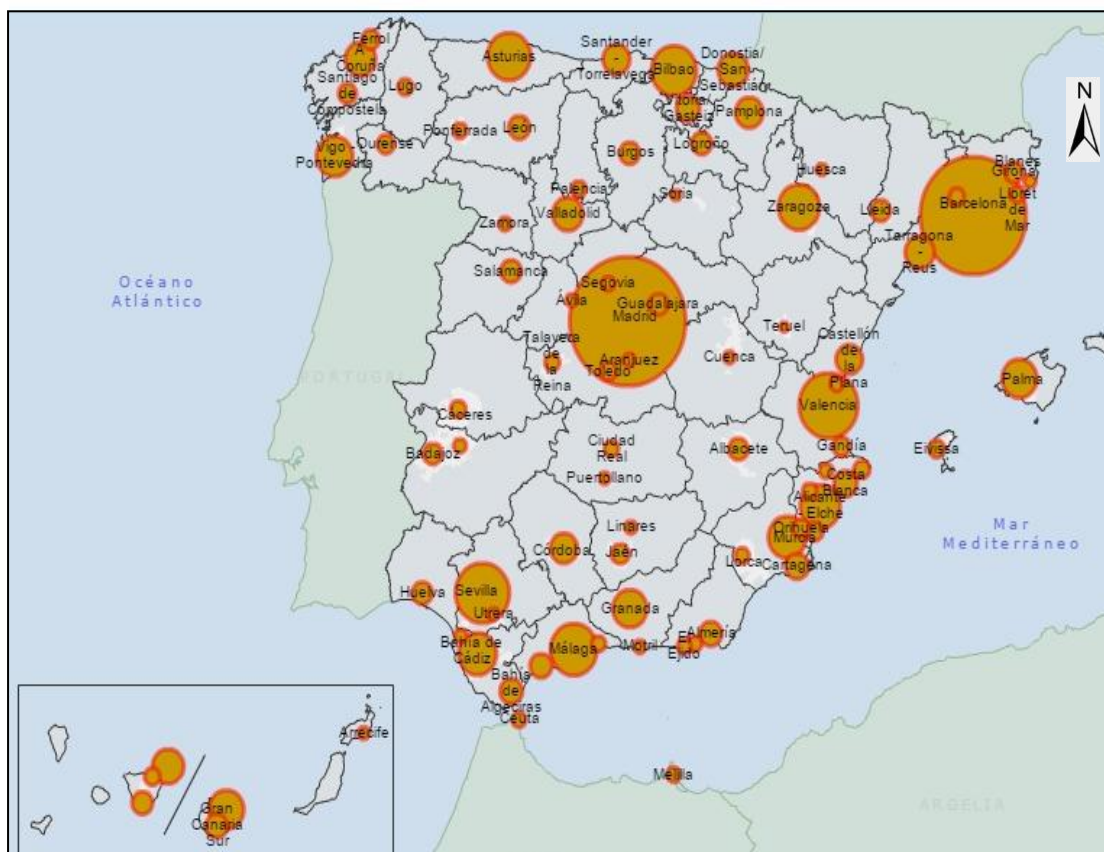 Ferrol
A
Coruña
Santiago
de
Compostela
Lugo
Asturias
Santander
-
Torrelavega
Bilbao
Donostia/
San
Sebastián
Vitoria/
Gasteiz
Pamplona
N
Vigo
Pontevedra
Ourense
Ponferrada
León
Burgos
Logroño
Huesca
Blanes
-
Girona
Lloret
de
Mar
Barcelona
Palencia
Valladolid
Soria
Zaragoza
Lleida
Zamora
Tarragona
-
Reus
Océano
Atlántico
Salamanca
Segovia
Ávila
Guadalajara
Madrid
Teruel
Talavera
de
la
Reina
Aranjuez
Toledo
Cuenca
Castellón
de
la
Plana
PORTUGAL
Palma
Valencia
Cáceres
Badajoz
Ciudad
Real
Puertollano
Albacete
Gandía
Eivissa
Costa
Blanca
Alicante
- Elche
Orihuela
Murcia
Mar
Mediterráneo
Linares
Jaén
Córdoba
Lorca
Cartagena
Huelva
Sevilla
Utrera
Granada
Bahía de
Cádiz
Málaga
Motril
El
Ejido
Almería
Bahía
de
Algeciras
Ceuta
Arrecife
Melilla
Gran
Canaria
Sur
ARGELIA